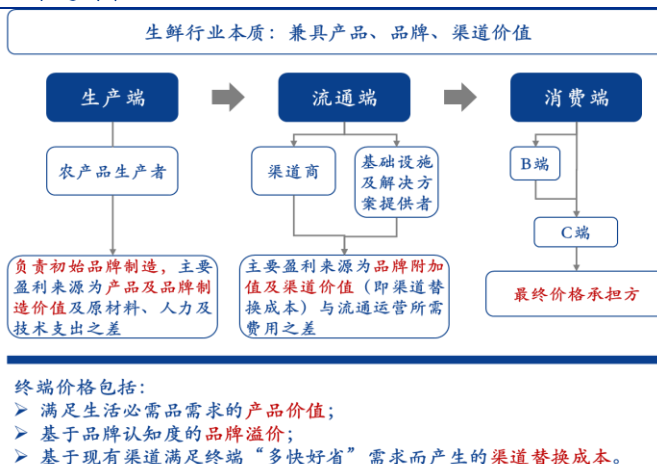 生鲜行业本质：兼具产品、品牌、渠道价值
生产端
流通端
消费端
农产品生产者
渠道商
基础设施
及解决方
案提供者
B端
C端
负责初始品牌制造，主要
盈利来源为产品及品牌制
造价值及原材料、人力及
技术支出之差
主要盈利来源为品牌附加
值及渠道价值（即渠道替
换成本）与流通运营所需
费用之差
最终价格承担方
终端价格包括：
➢ 满足生活必需品需求的产品价值；
➢ 基于品牌认知度的品牌溢价；
➢ 基于现有渠道满足终端“多快好省”需求而产生的渠道替换成本。